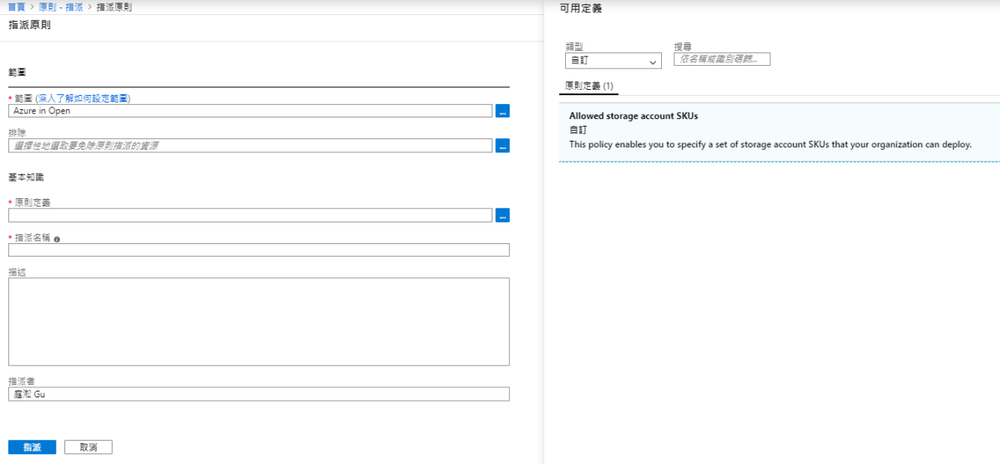 首頁 > 原則 - 指派 > 指派原則
指派原則
範圍
* 範圍 (深入了解如何設定範圍)
Azure in Open
...
排除
選擇性地選取要免除原則指派的資源
...
基本知識
* 原則定義
...
* 指派名稱
描述
指派者
庭淞 Gu
指派
取消
可用定義
類型
自訂
搜尋
依名稱或識別碼篩...
原則定義 (1)
Allowed storage account SKUs
自訂
This policy enables you to specify a set of storage account SKUs that your organization can deploy.